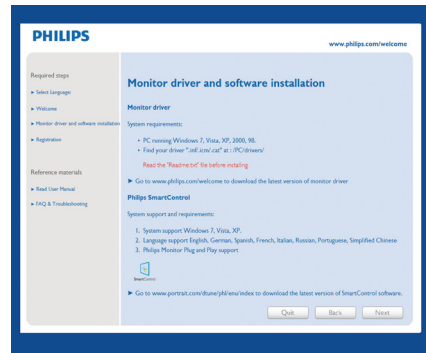 PHILIPS
www.philips.com/welcome
Required steps
▸ Select Language:
▸ Welcome
▸ Monitor driver and software installation
▸ Registration
Reference materials
▸ Read User Manual
▸ FAQ & Troubleshooting
Monitor driver and software installation
Monitor driver
System requirements:
• PC running Windows 7, Vista, XP, 2000, 98.
• Find your driver ".inf/.icm/.cat" at : /PC/drivers/
Read the "Readme.txt" file before installing.
▸ Go to www.philips.com/welcome to download the latest version of monitor driver
Philips SmartControl
System support and requirements:
1. System support Windows 7, Vista, XP.
2. Language support English, German, Spanish, French, Italian, Russian, Portuguese, Simplified Chinese
3. Philips Monitor Plug and Play support
SmartControl
▸ Go to www.portrait.com/dtune/phl/enu/index to download the latest version of SmartControl software.
Quit
Back
Next